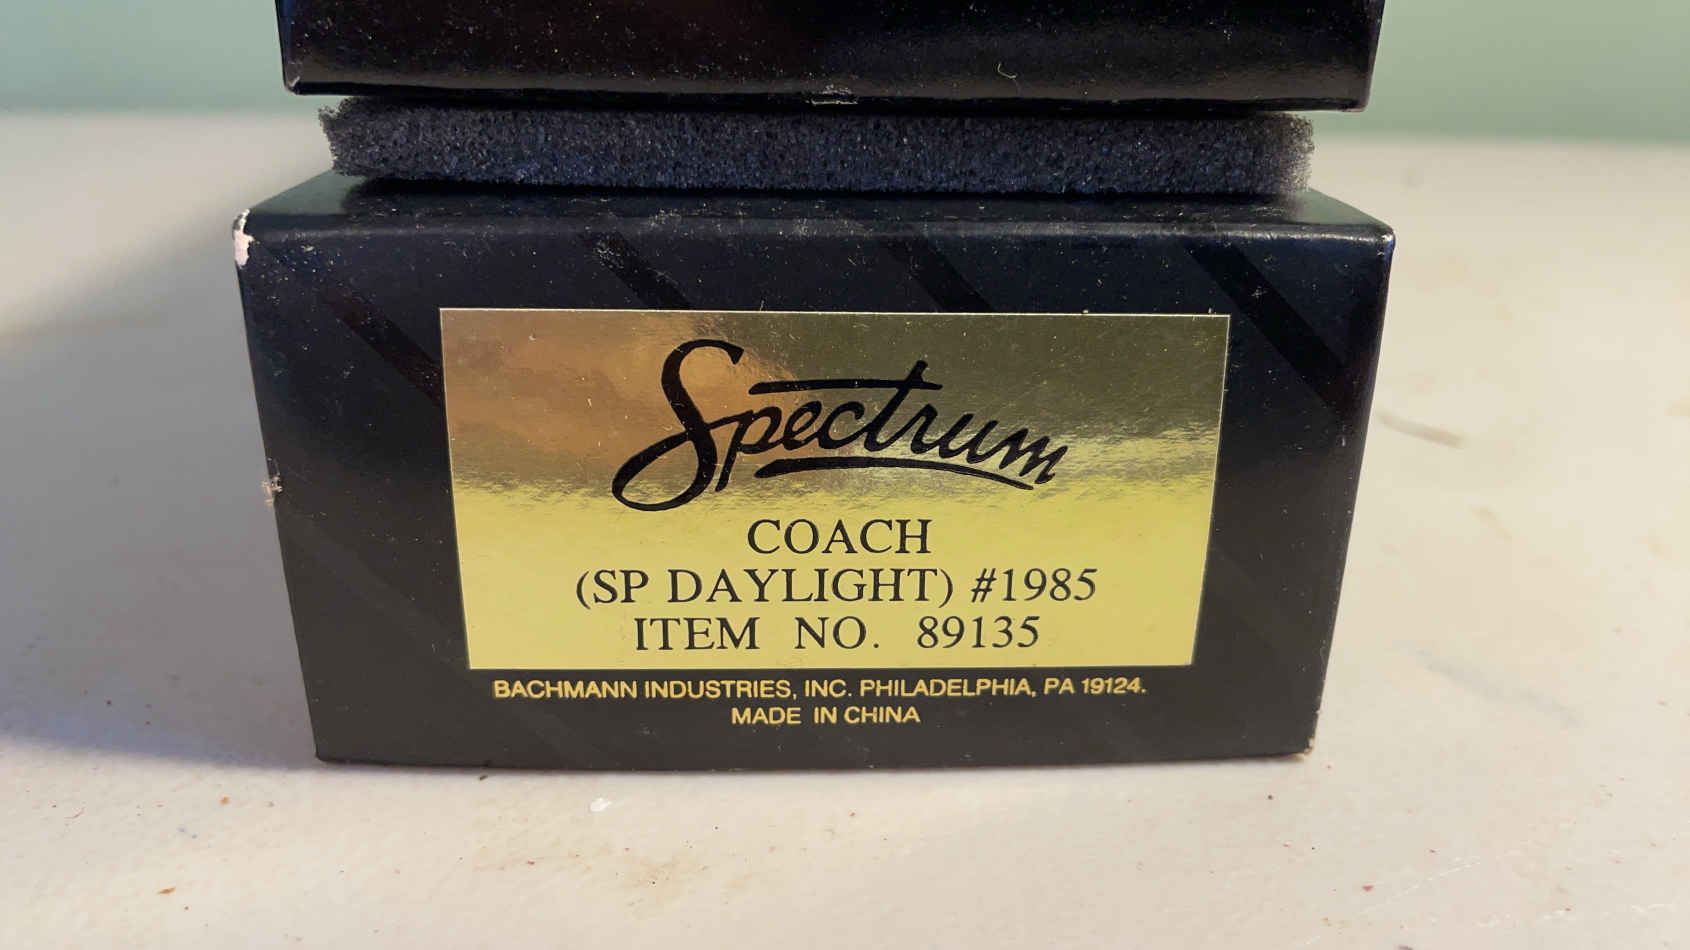 Spectrum
COACH
(SP DAYLIGHT) #1985
ITEM NO. 89135
BACHMANN INDUSTRIES, INC. PHILADELPHIA, PA 19124.
MADE IN CHINA